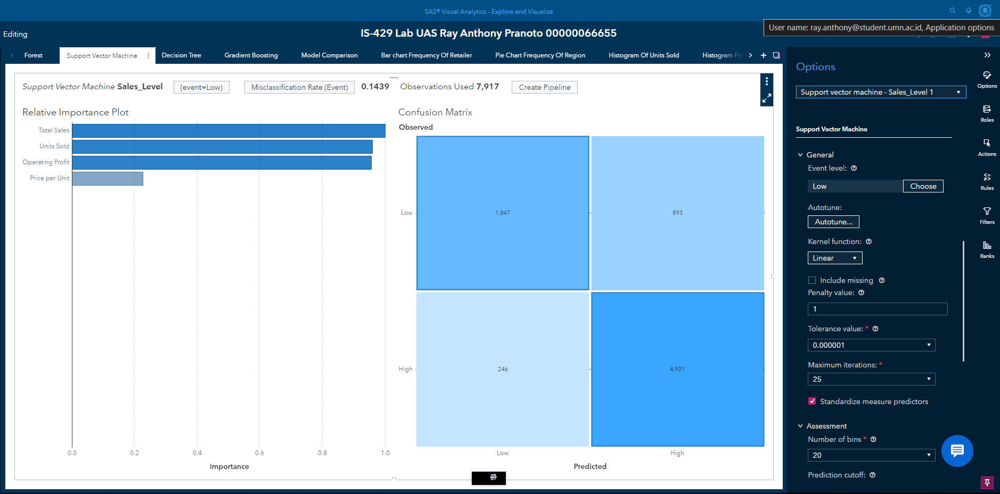 SAS® Visual Analytics - Explore and Visualize
R
User name: ray.anthony@student.umn.ac.id, Application options
Editing
IS-429 Lab UAS Ray Anthony Pranoto 00000066655
Forest
Support Vector Machine
Decision Tree
Gradient Boosting
Model Comparison
Bar chart Frequency Of Retailer
Pie Chart Frequency Of Region
Histogram Of Units Sold
Histogram Fre
Support Vector Machine Sales_Level
(event=Low)
Misclassification Rate (Event)
0.1439
Observations Used 7,917
Create Pipeline
Relative Importance Plot
Total Sales
Units Sold
Operating Profit
Price per Unit
0.0
0.2
0.4
0.6
0.8
1.0
Importance
Confusion Matrix
Observed
Low
1,847
893
High
246
4,931
Low
High
Predicted
Options
Support vector machine - Sales_Level 1
Support Vector Machine
General
Event level:
Low
Choose
Autotune:
Autotune...
Kernel function:
Linear
Include missing
Penalty value:
1
Tolerance value: *
0.000001
Maximum iterations: *
25
Standardize measure predictors
Assessment
Number of bins *
20
Prediction cutoff:
Options
Roles
Actions
Rules
Filters
Ranks